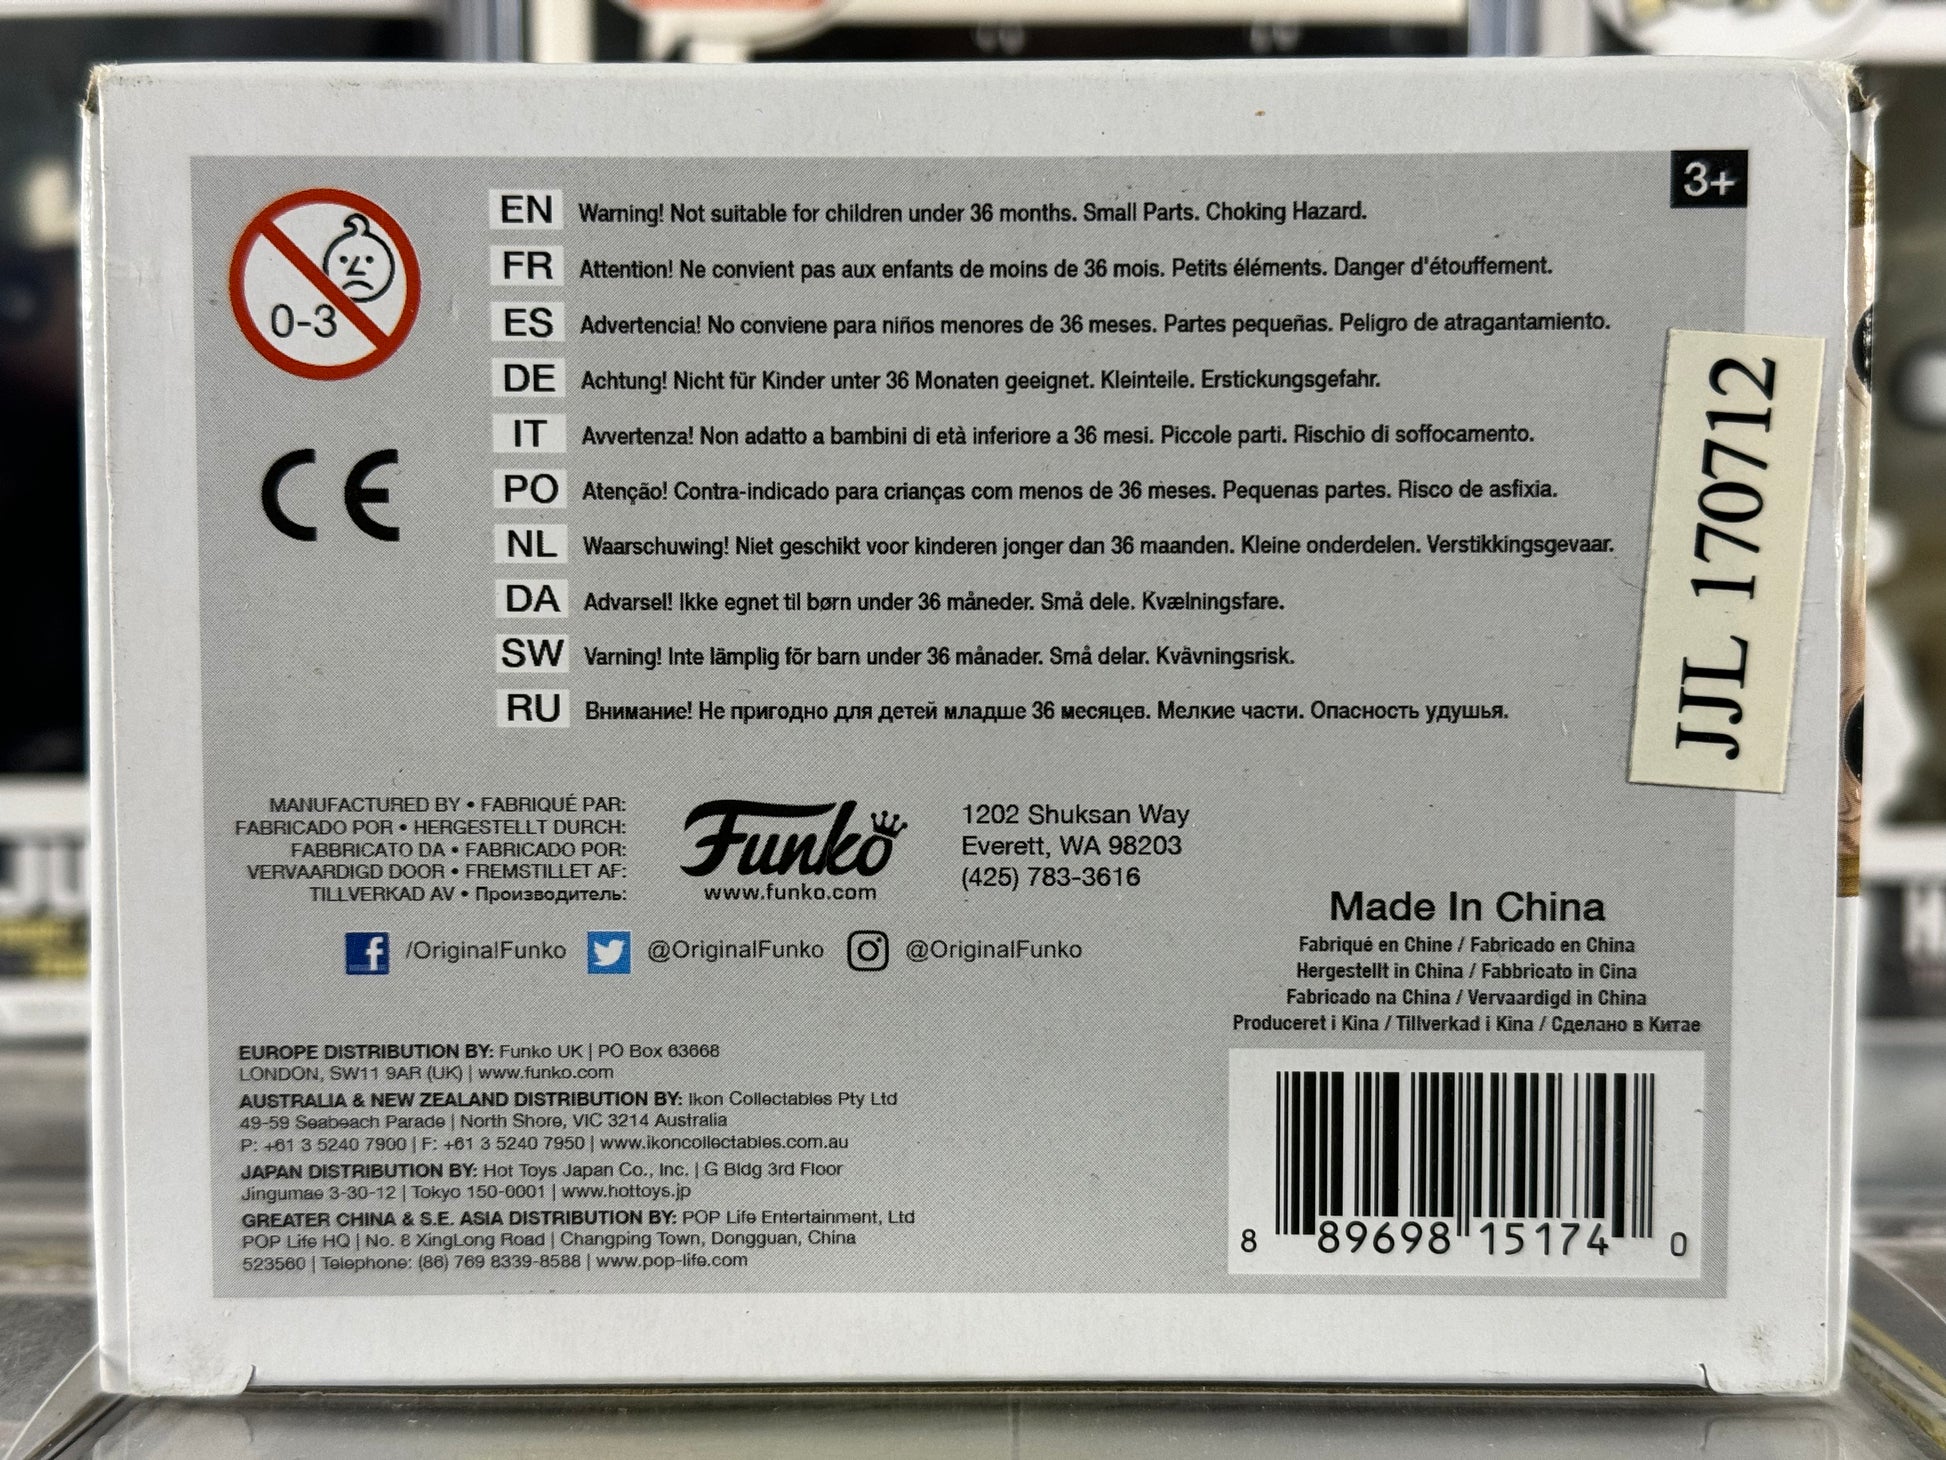 3+
0-3
EN Warning! Not suitable for children under 36 months. Small Parts. Choking Hazard.
FR Attention! Ne convient pas aux enfants de moins de 36 mois. Petits éléments. Danger d'étouffement.
ES Advertencia! No conviene para niños menores de 36 meses. Partes pequeñas. Peligro de atragantamiento.
DE Achtung! Nicht für Kinder unter 36 Monaten geeignet. Kleinteile. Erstickungsgefahr.
IT Avvertenza! Non adatto a bambini di età inferiore a 36 mesi. Piccole parti. Rischio di soffocamento.
PO Atenção! Contra-indicado para crianças com menos de 36 meses. Pequenas partes. Risco de asfixia.
NL Waarschuwing! Niet geschikt voor kinderen jonger dan 36 maanden. Kleine onderdelen. Verstikkingsgevaar.
DA Advarsel! Ikke egnet til børn under 36 måneder. Små dele. Kvælningsfare.
SW Varning! Inte lämplig för barn under 36 månader. Små delar. Kvävningsrisk.
RU Внимание! Не пригодно для детей младше 36 месяцев. Мелкие части. Опасность удушья.
CE
JJL 170712
MANUFACTURED BY • FABRIQUÉ PAR:
FABRICADO POR • HERGESTELLT DURCH:
FABBRICATO DA • FABRICADO POR:
VERVAARDIGD DOOR • FREMSTILLET AF:
TILLVERKAD AV • Производитель:
Funko
www.funko.com
1202 Shuksan Way
Everett, WA 98203
(425) 783-3616
/OriginalFunko @OriginalFunko @OriginalFunko
Made In China
Fabriqué en Chine / Fabricado en China
Hergestellt in China / Fabbricato in Cina
Fabricado na China / Vervaardigd in China
Produceret i Kina / Tillverkad i Kina / Сделано в Китае
EUROPE DISTRIBUTION BY: Funko UK | PO Box 63668
LONDON, SW11 9AR (UK) | www.funko.com
AUSTRALIA & NEW ZEALAND DISTRIBUTION BY: Ikon Collectables Pty Ltd
49-59 Seabeach Parade | North Shore, VIC 3214 Australia
P: +61 3 5240 7900 | F: +61 3 5240 7950 | www.ikoncollectables.com.au
JAPAN DISTRIBUTION BY: Hot Toys Japan Co., Inc. | G Bldg 3rd Floor
Jingumae 3-30-12 | Tokyo 150-0001 | www.hottoys.jp
GREATER CHINA & S.E. ASIA DISTRIBUTION BY: POP Life Entertainment, Ltd
POP Life HQ | No. 8 XingLong Road | Changping Town, Dongguan, China
523560 | Telephone: (86) 769 8339-8588 | www.pop-life.com
8 89698 15174 0